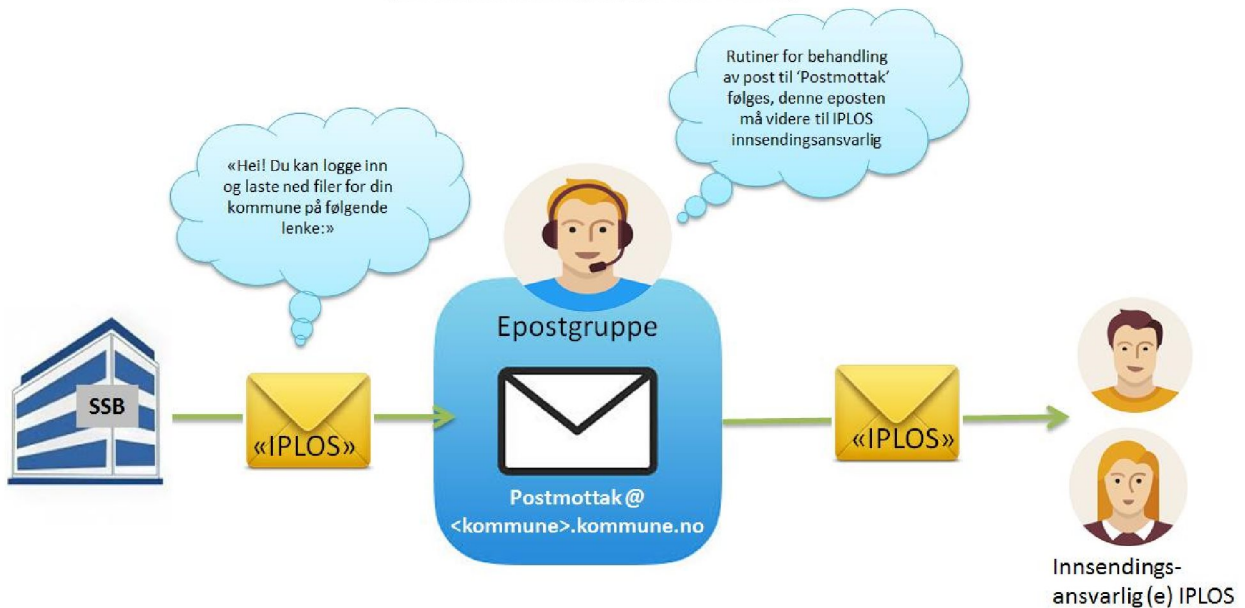 Rutiner for behandling
av post til ‘Postmottak’
følges, denne eposten
må videre til IPLOS
innsendingsansvarlig
«Hei! Du kan logge inn
og laste ned filer for din
kommune på følgende
lenke:»
Epostgruppe
SSB
«IPLOS»
«IPLOS»
Postmottak@
<kommune>.kommune.no
Innsendings-
ansvarlig(e) IPLOS